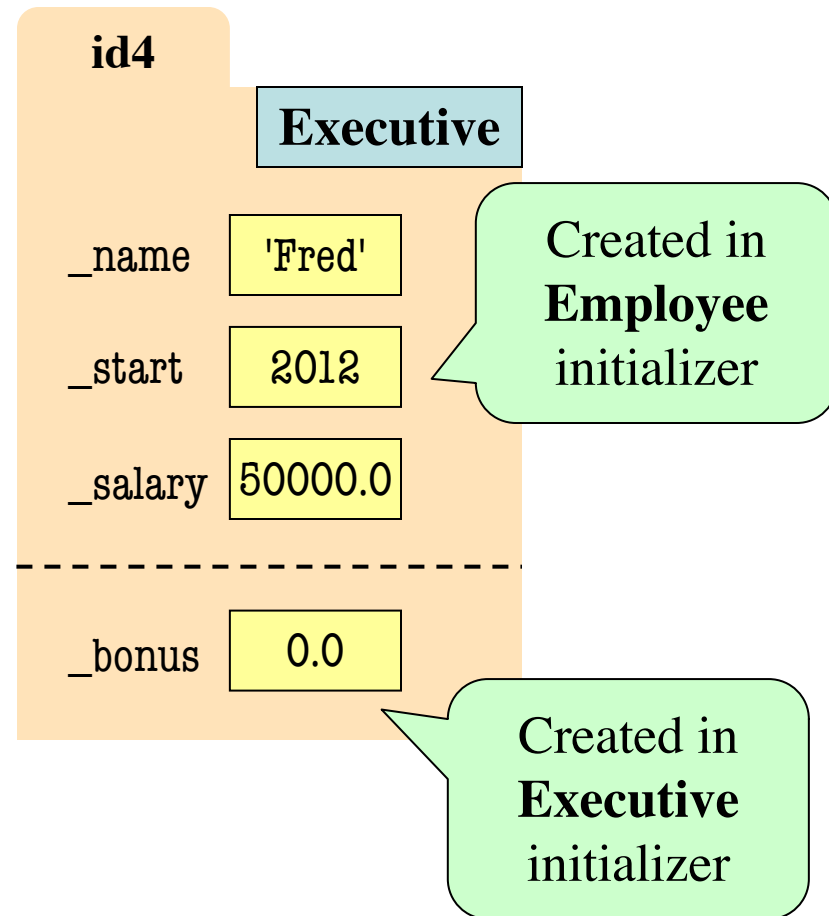 id4
Executive
_name 'Fred'
Created in
Employee
initializer
_start 2012
_salary 50000.0
_bonus 0.0
Created in
Executive
initializer